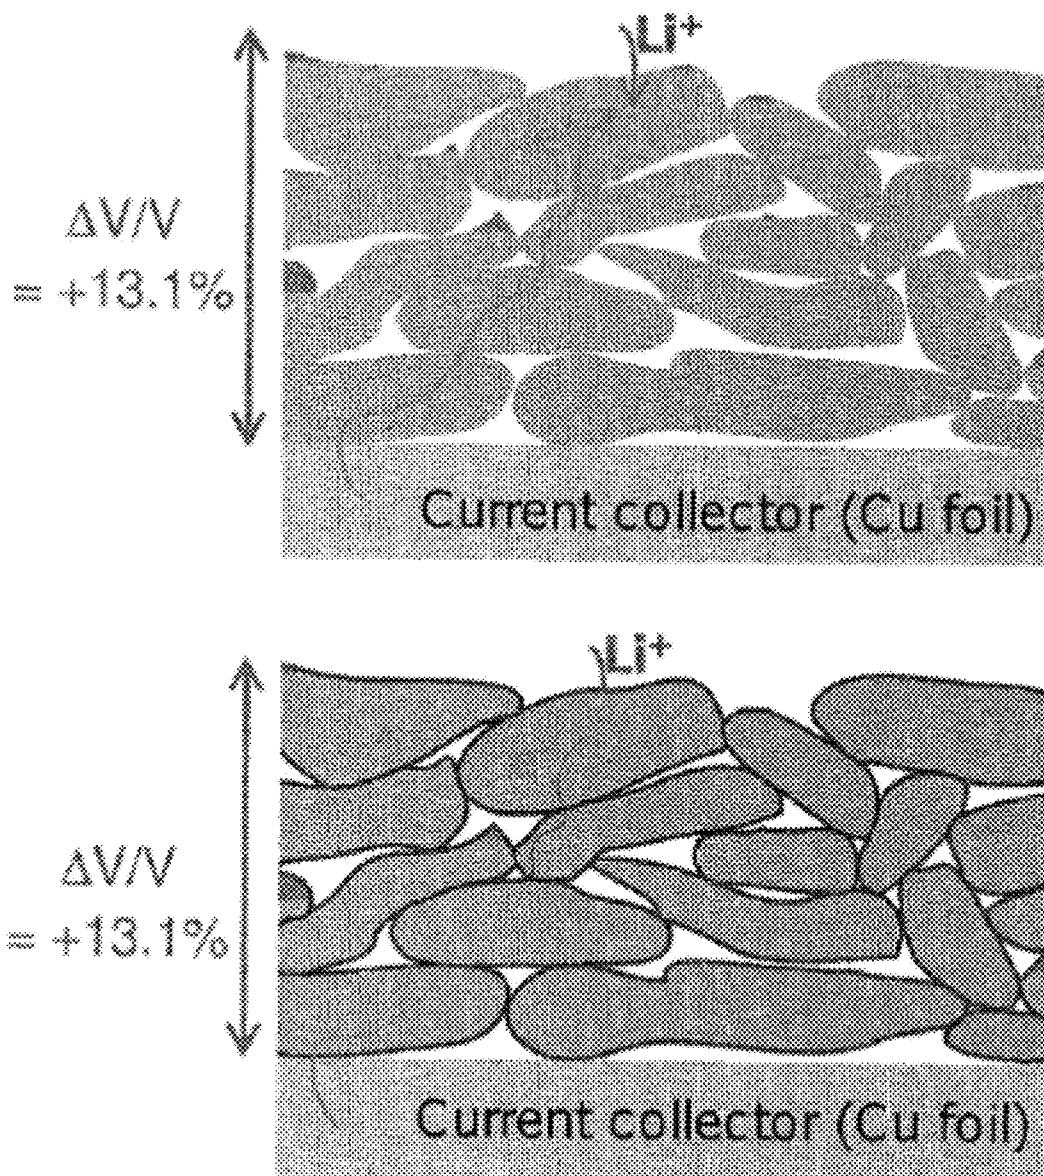 Li⁺
ΔV/V
= +13.1%
Current collector (Cu foil)
Li⁺
ΔV/V
= +13.1%
Current collector (Cu foil)